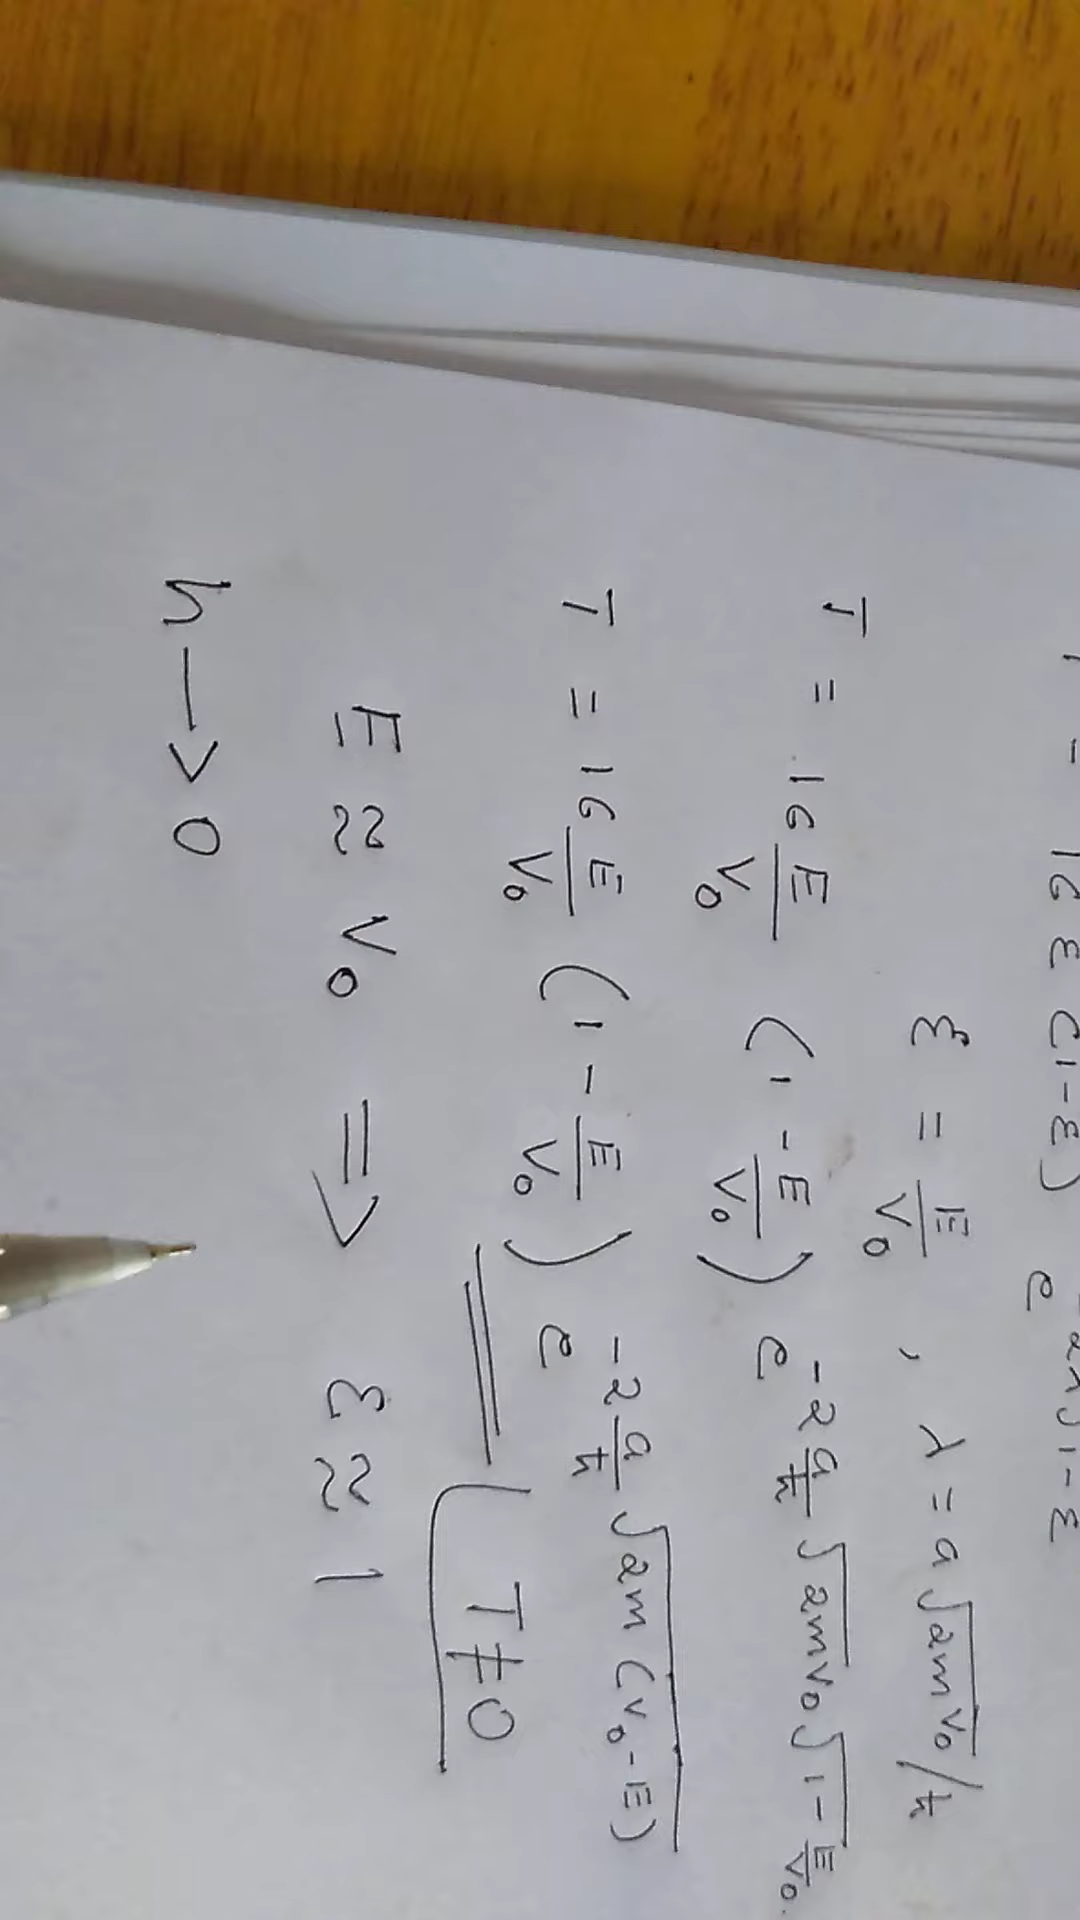 T = 16 ε (1-ε) e^{-2λ√(1-ε)}
ε = E/V₀ , λ = a√(2mV₀)/ħ
T = 16 E/V₀ (1 - E/V₀) e^{-2 a/ħ √(2mV₀) √(1 - E/V₀)}
T = 16 E/V₀ (1 - E/V₀) e^{-2 a/ħ √(2m(V₀-E))}
T ≠ 0
E ≈ V₀ ⇒ ε ≈ 1
h → 0